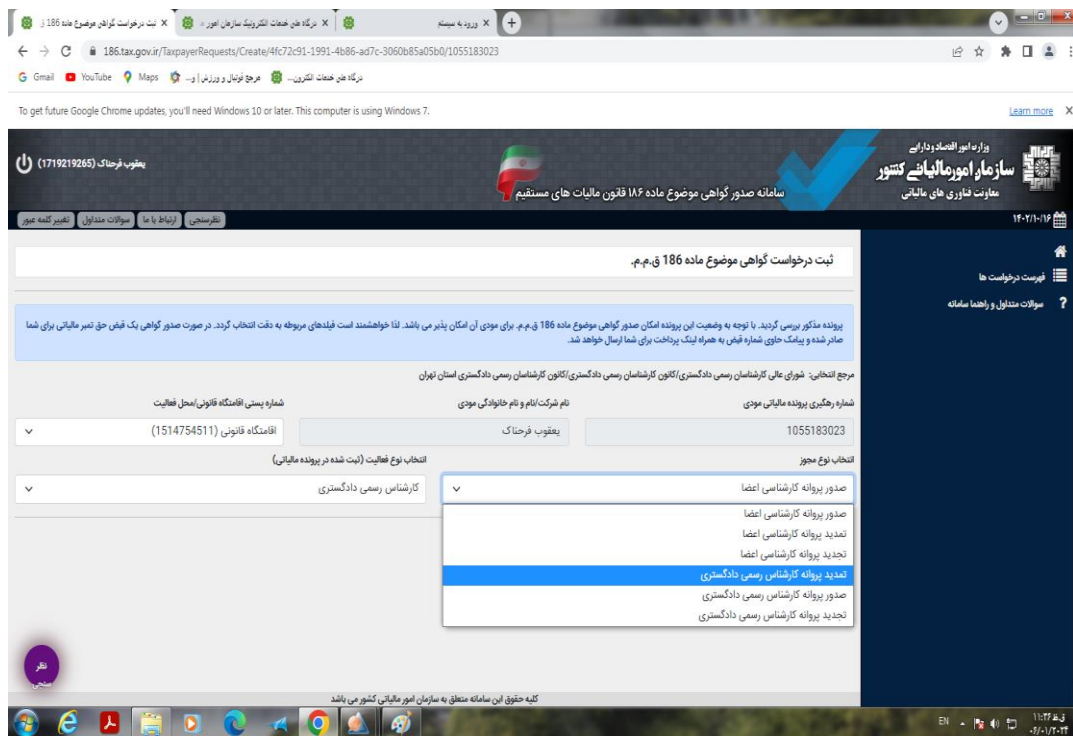 ثبت درخواست گواهی موضوع ماده 186
درگاه ملی خدمات الکترونیک سازمان امور
ورود به سیستم
186.tax.gov.ir/TaxpayerRequests/Create/4fc72c91-1991-4b86-ad7c-3060b85a05b0/1055183023
Gmail YouTube Maps مرجع فوتبال و ورزش | و... درگاه ملی خدمات الکترون...
To get future Google Chrome updates, you'll need Windows 10 or later. This computer is using Windows 7. Learn more
وزارت امور اقتصاد و دارایی
سازمان امور مالیاتی کشور
معاونت فناوری های مالیاتی
سامانه صدور گواهی موضوع ماده ۱۸۶ قانون مالیات های مستقیم
یعقوب فرحناک (1719219265)
۱۴۰۲/۱۰/۱۶
نظرسنجی ارتباط با ما سوالات متداول تغییر کلمه عبور
فهرست درخواست ها
سوالات متداول و راهنما سامانه
ثبت درخواست گواهی موضوع ماده 186 ق.م.م.
پرونده مذکور بررسی گردید. با توجه به وضعیت این پرونده امکان صدور گواهی موضوع ماده 186 ق.م.م. برای مودی آن امکان پذیر می باشد. لذا خواهشمند است فیلدهای مربوطه به دقت انتخاب گردد. در صورت صدور گواهی یک قبض حق تمبر مالیاتی برای شما
صادر شده و پیامک حاوی شماره قبض به همراه لینک پرداخت برای شما ارسال خواهد شد.
مرجع انتخابی: شورای عالی کارشناسان رسمی دادگستری/کانون کارشناسان رسمی دادگستری/کانون کارشناسان رسمی دادگستری استان تهران
شماره رهگیری پرونده مالیاتی مودی
نام شرکت/نام و نام خانوادگی مودی
شماره پستی اقامتگاه قانونی/محل فعالیت
1055183023
یعقوب فرحناک
اقامتگاه قانونی (1514754511)
انتخاب نوع مجوز
انتخاب نوع فعالیت (ثبت شده در پرونده مالیاتی)
صدور پروانه کارشناسی اعضا
کارشناس رسمی دادگستری
صدور پروانه کارشناسی اعضا
تمدید پروانه کارشناسی اعضا
تجدید پروانه کارشناسی اعضا
تمدید پروانه کارشناس رسمی دادگستری
صدور پروانه کارشناس رسمی دادگستری
تجدید پروانه کارشناس رسمی دادگستری
نظر
سنجی
کلیه حقوق این سامانه متعلق به سازمان امور مالیاتی کشور می باشد
EN
۱۱:۲۶ ق.ظ